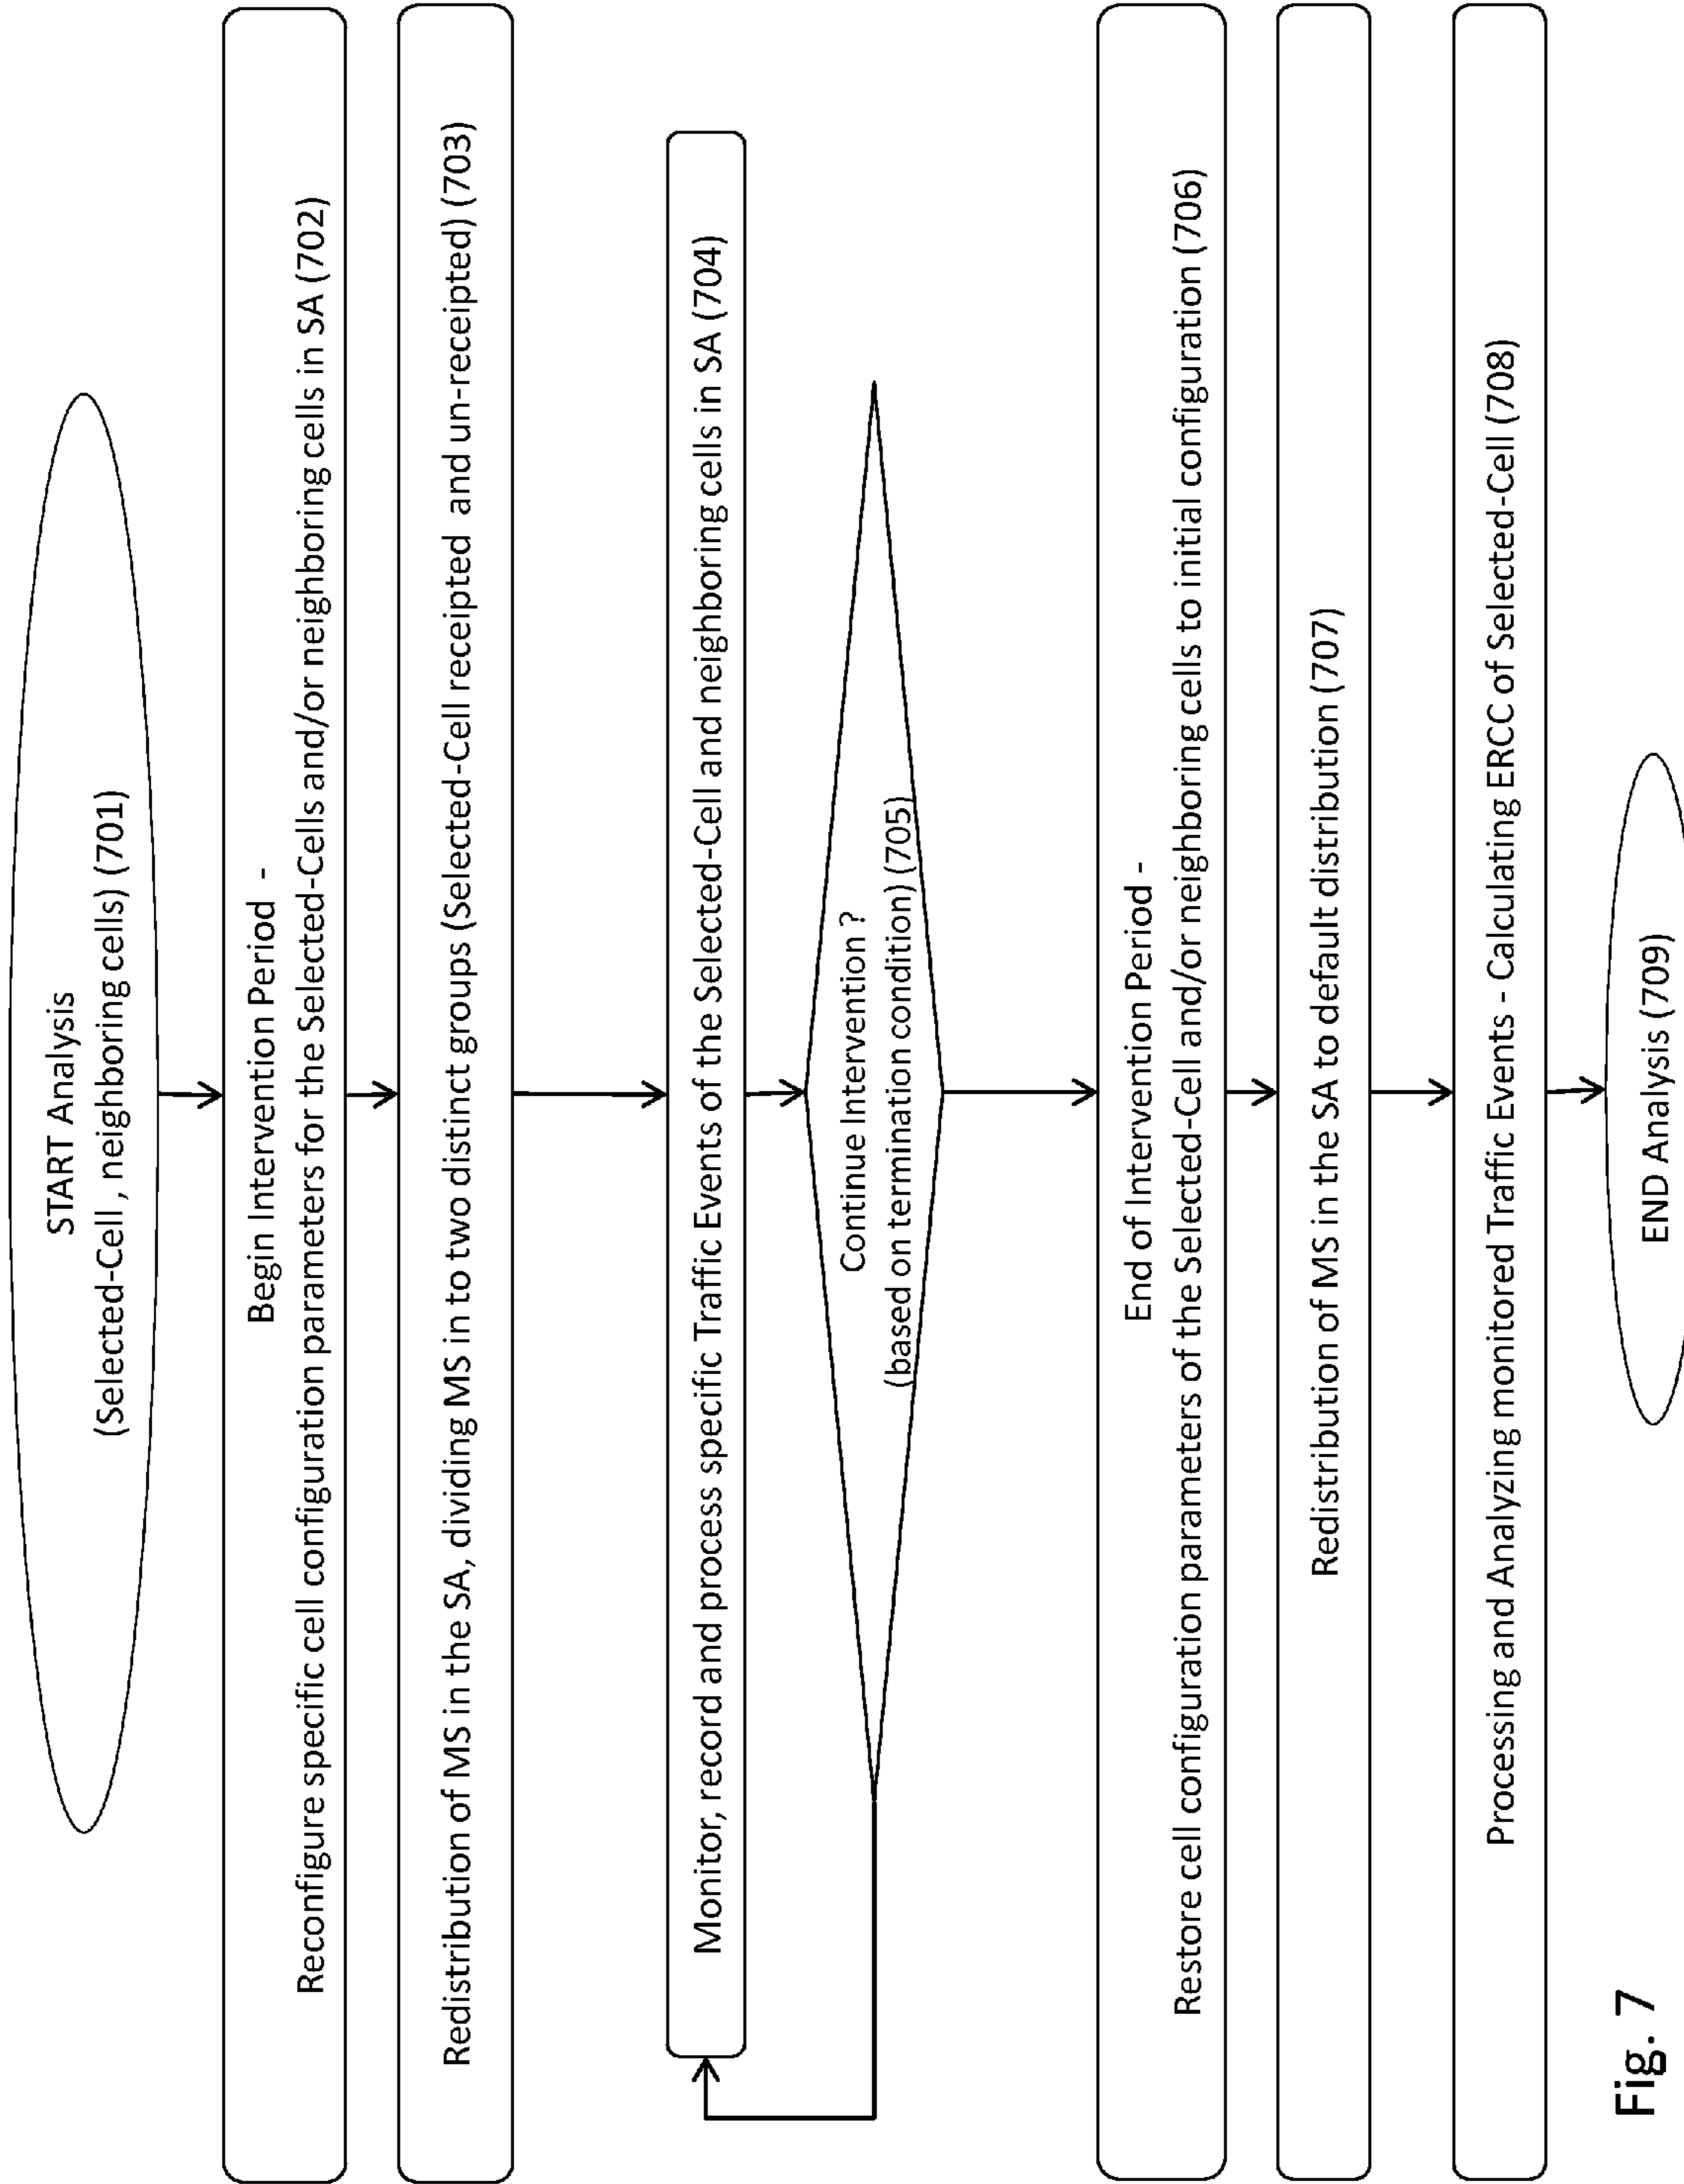 START Analysis
(Selected-Cell , neighboring cells) (701)
Begin Intervention Period -
Reconfigure specific cell configuration parameters for the Selected-Cells and/or neighboring cells in SA (702)
Redistribution of MS in the SA, dividing MS in to two distinct groups (Selected-Cell receipted and un-receipted) (703)
Monitor, record and process specific Traffic Events of the Selected-Cell and neighboring cells in SA (704)
Continue Intervention ?
(based on termination condition) (705)
End of Intervention Period -
Restore cell configuration parameters of the Selected-Cell and/or neighboring cells to initial configuration (706)
Redistribution of MS in the SA to default distribution (707)
Processing and Analyzing monitored Traffic Events - Calculating ERCC of Selected-Cell (708)
END Analysis (709)
Fig. 7